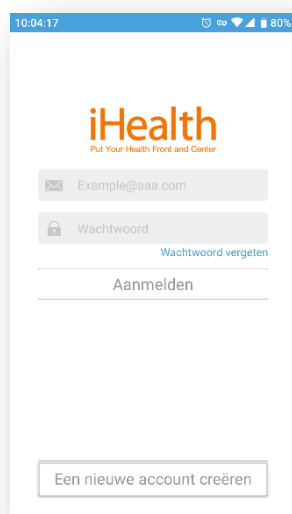 10:04:17 80%
iHealth
Put Your Health Front and Center
Example@aaa.com
Wachtwoord
Wachtwoord vergeten
Aanmelden
Een nieuwe account creëren